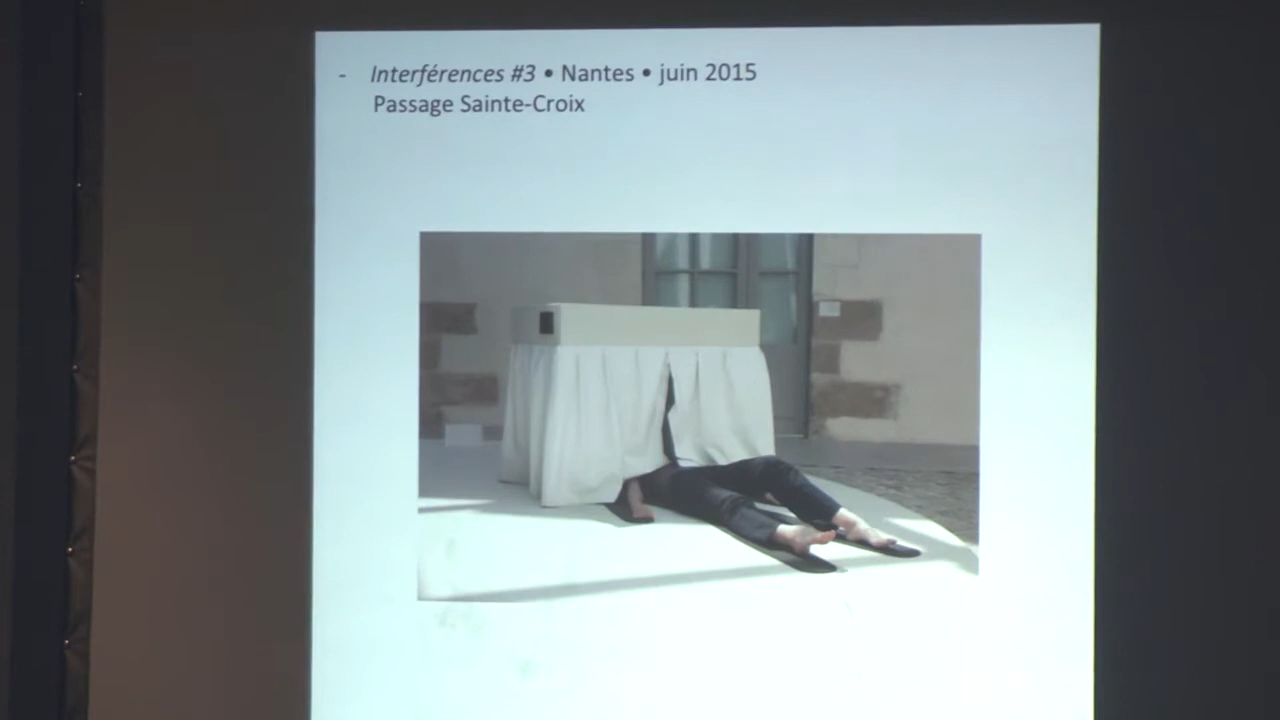 - Interférences #3 • Nantes • juin 2015
Passage Sainte-Croix